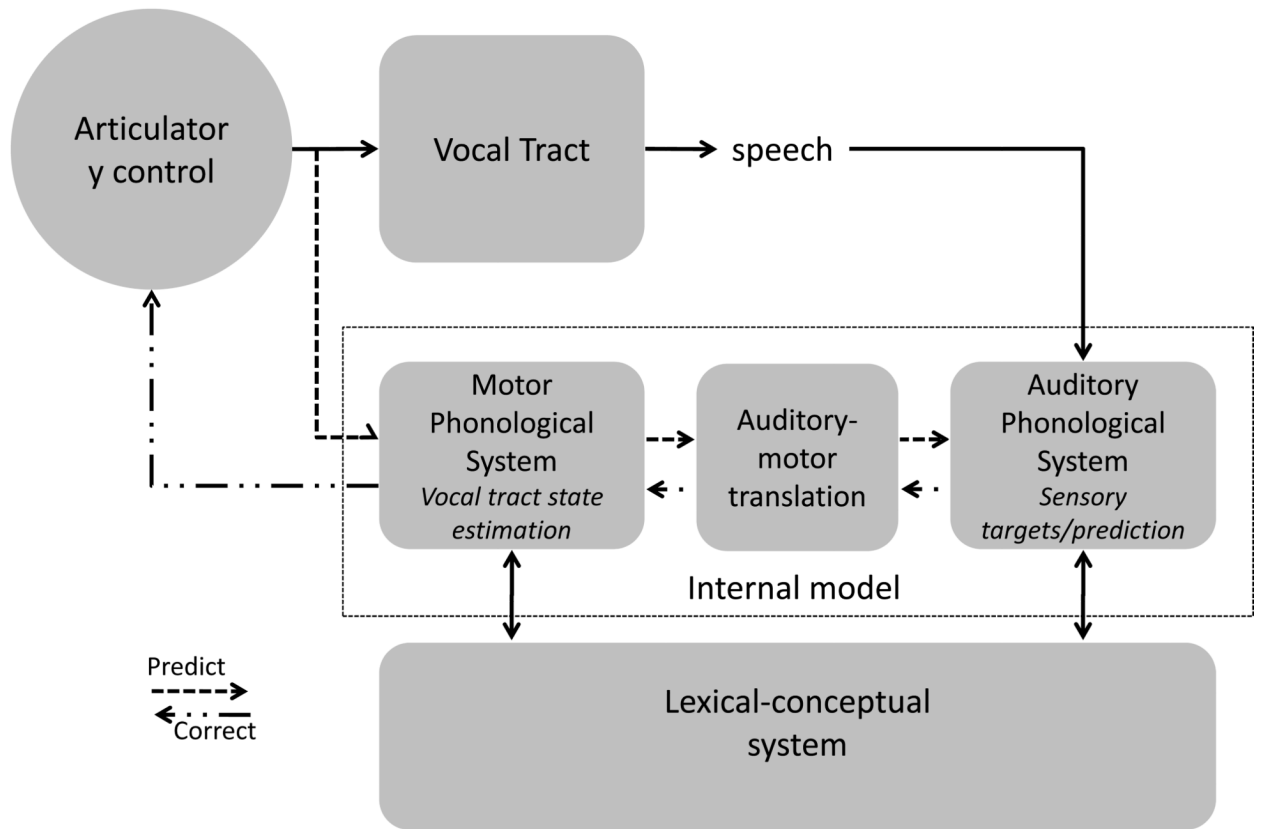 Articulator
y control
Vocal Tract
speech
Motor
Phonological
System
Vocal tract state
estimation
Auditory-
motor
translation
Auditory
Phonological
System
Sensory
targets/prediction
Internal model
Predict
Correct
Lexical-conceptual
system